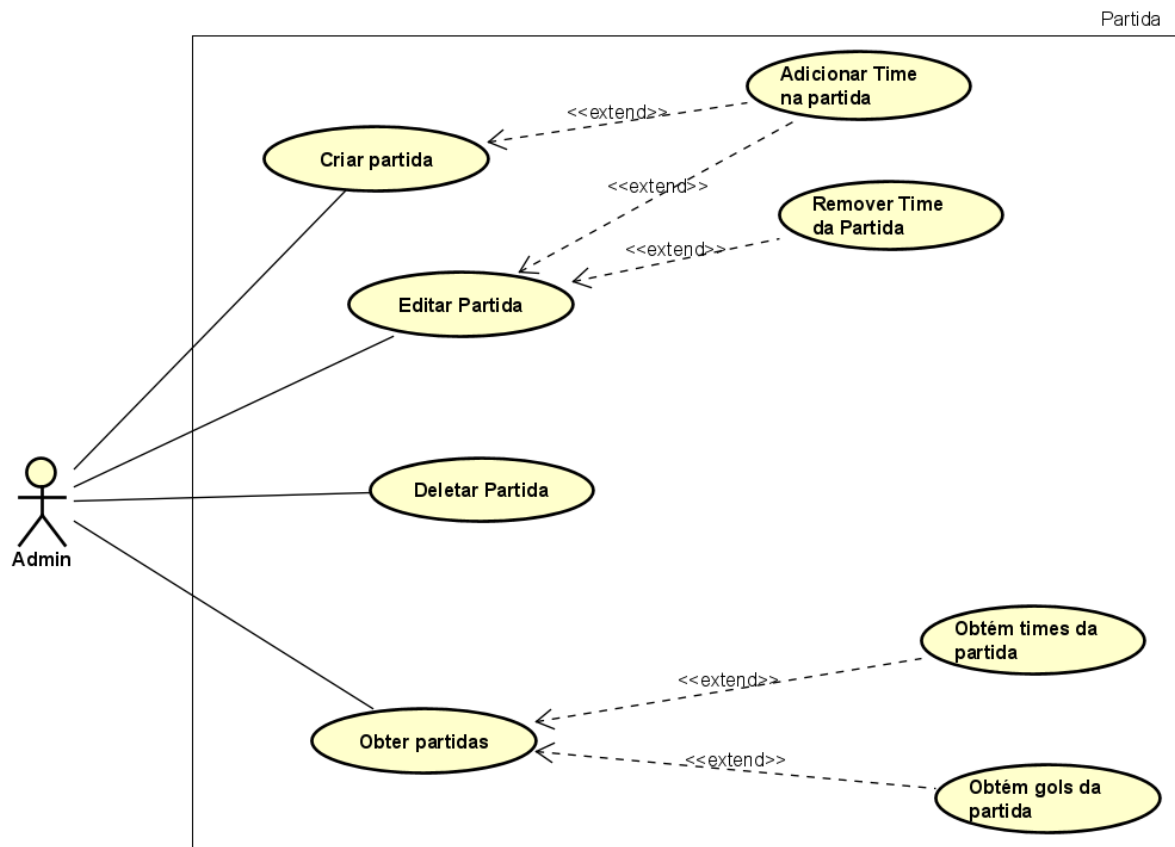 Partida
Adicionar Time
na partida
<<extend>>
Criar partida
<<extend>>
Remover Time
da Partida
<<extend>>
Editar Partida
Deletar Partida
Admin
Obtém times da
partida
<<extend>>
Obter partidas
<<extend>>
Obtém gols da
partida